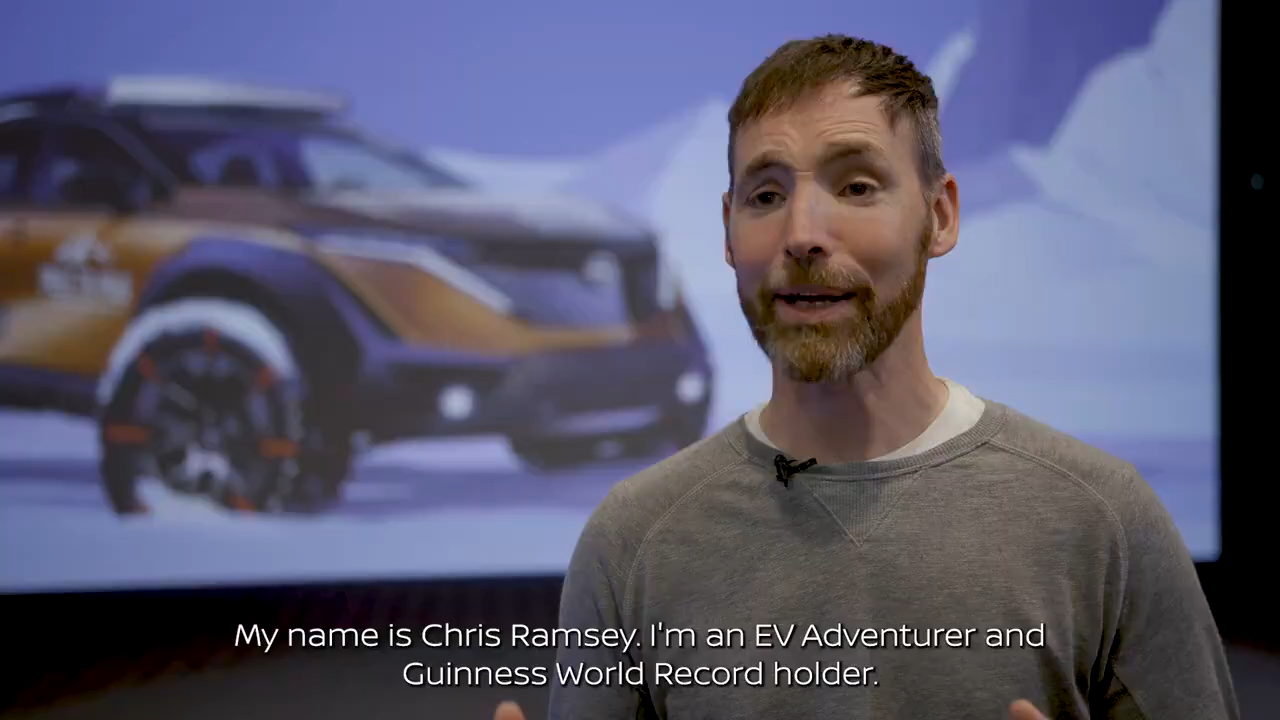 My name is Chris Ramsey. I'm an EV Adventurer and
Guinness World Record holder.